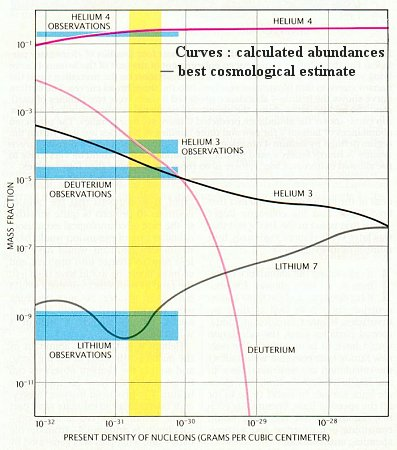 HELIUM 4
OBSERVATIONS
HELIUM 4
10⁻¹
Curves : calculated abundances
— best cosmological estimate
10⁻³
HELIUM 3
OBSERVATIONS
10⁻⁵
DEUTERIUM
OBSERVATIONS
HELIUM 3
MASS FRACTION
10⁻⁷
LITHIUM 7
10⁻⁹
LITHIUM
OBSERVATIONS
DEUTERIUM
10⁻¹¹
10⁻³² 10⁻³¹ 10⁻³⁰ 10⁻²⁹ 10⁻²⁸
PRESENT DENSITY OF NUCLEONS (GRAMS PER CUBIC CENTIMETER)